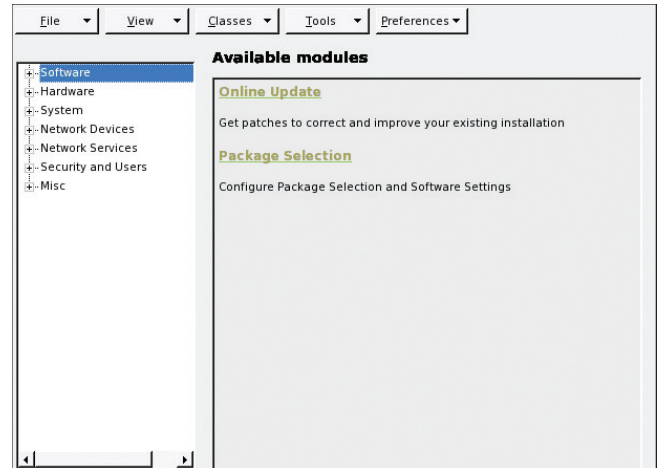 File View Classes Tools Preferences
Available modules
Software
Hardware
System
Network Devices
Network Services
Security and Users
Misc
Online Update
Get patches to correct and improve your existing installation
Package Selection
Configure Package Selection and Software Settings